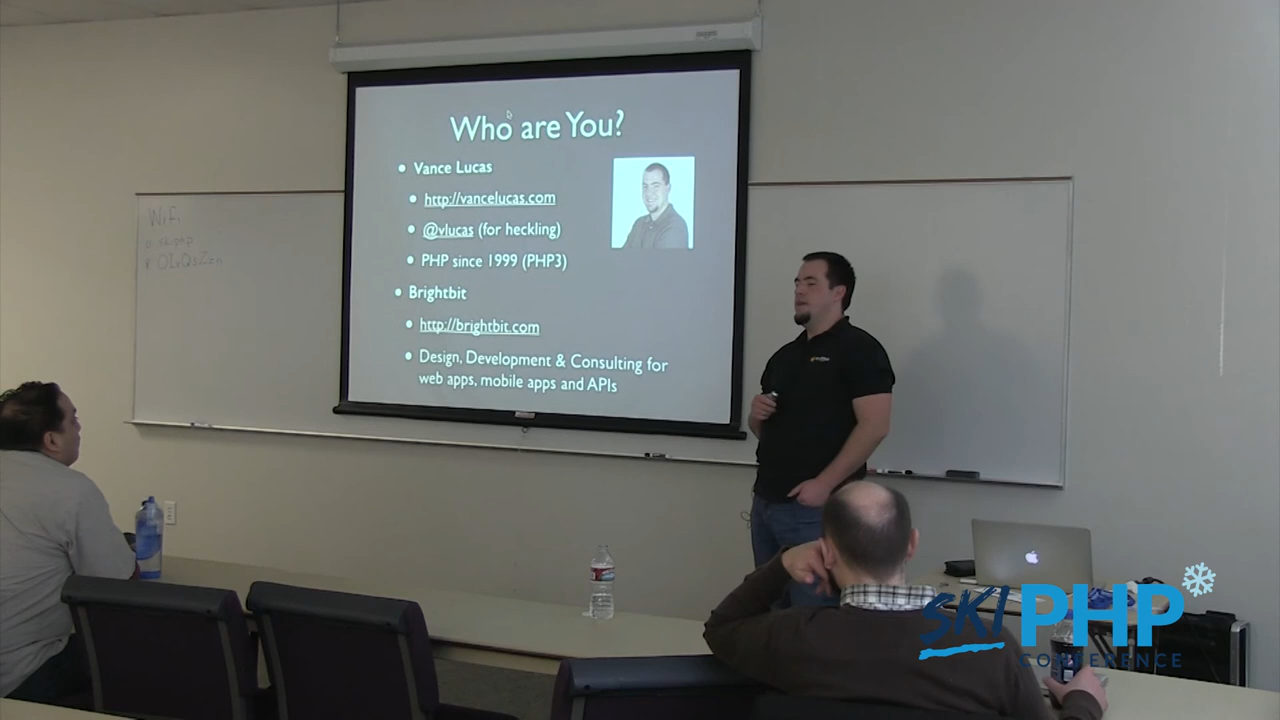 Who are You?
Vance Lucas
http://vancelucas.com
@vlucas (for heckling)
PHP since 1999 (PHP3)
Brightbit
http://brightbit.com
Design, Development & Consulting for
web apps, mobile apps and APIs
WiFi
skiphp
SKI PHP
CONFERENCE